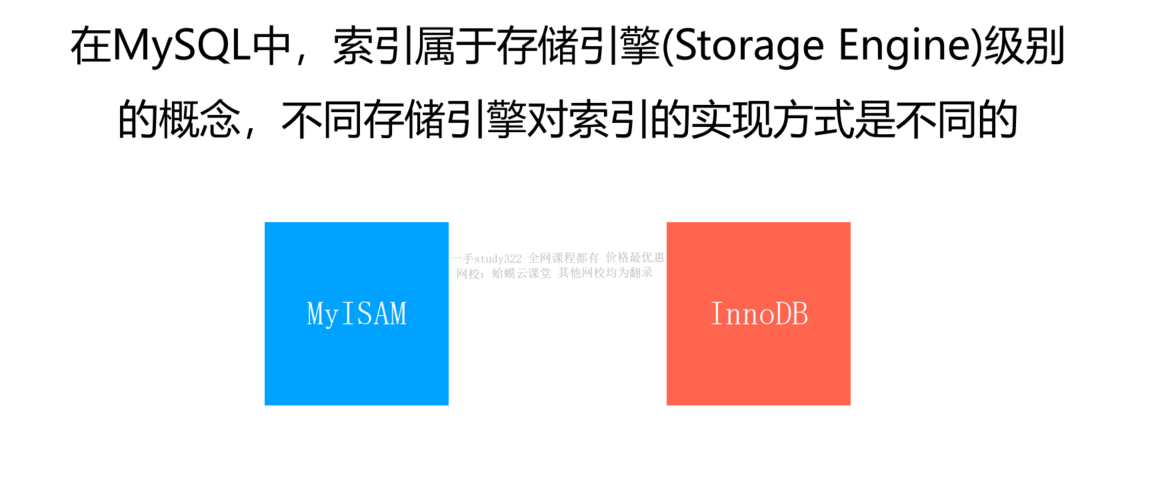 在MySQL中，索引属于存储引擎(Storage Engine)级别
的概念，不同存储引擎对索引的实现方式是不同的
一手study322 全网课程都有 价格最优惠
网校：蛤蟆云课堂 其他网校均为翻录
MyISAM
InnoDB